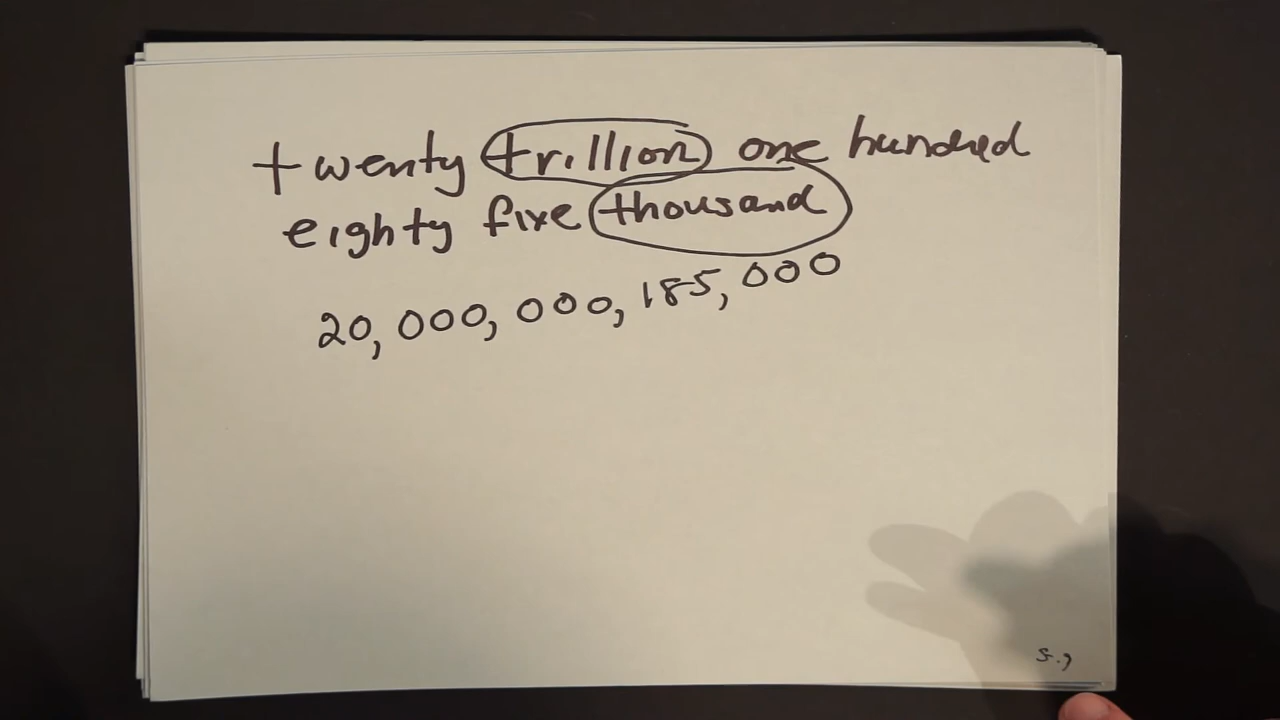 twenty trillion one hundred
eighty five thousand
20,000,000,185,000